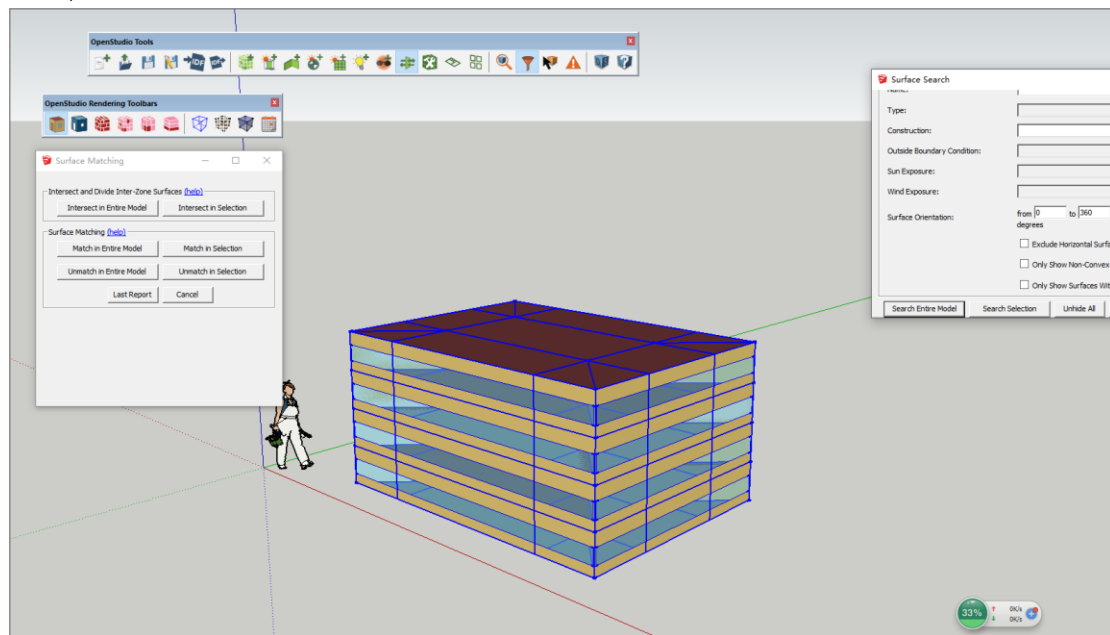 OpenStudio Tools
IDF
IDF
OpenStudio Rendering Toolbars
Surface Matching
Intersect and Divide Inter-Zone Surfaces (help)
Intersect in Entire Model
Intersect in Selection
Surface Matching (help)
Match in Entire Model
Match in Selection
Unmatch in Entire Model
Unmatch in Selection
Last Report
Cancel
Surface Search
Type:
Construction:
Outside Boundary Condition:
Sun Exposure:
Wind Exposure:
Surface Orientation:
from 0 to 360
degrees
Exclude Horizontal Surfa
Only Show Non-Convex
Only Show Surfaces Wit
Search Entire Model
Search Selection
Unhide All
33%
0K/s
0K/s